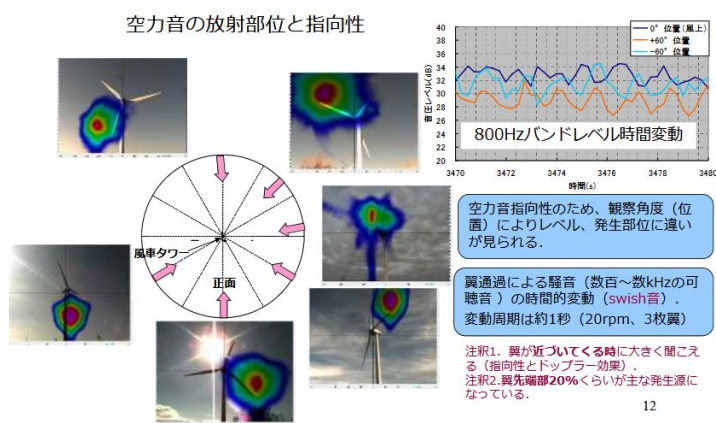 空力音の放射部位と指向性
0° 位置(風上)
+60° 位置
-60° 位置
音圧レベル(dB)
40
38
36
34
32
30
28
26
24
22
20
800Hzバンドレベル時間変動
3470
3472
3474
3476
3478
3480
時間(s)
風車タワー
正面
空力音指向性のため、観察角度（位
置）によりレベル、発生部位に違い
が見られる．
翼通過による騒音（数百～数kHzの可
聴音 ）の時間的変動（swish音）．
変動周期は約1秒（20rpm、3枚翼）
注釈1．翼が近づいてくる時に大きく聞こえ
る（指向性とドップラー効果）．
注釈2.翼先端部20%くらいが主な発生源に
なっている．
12